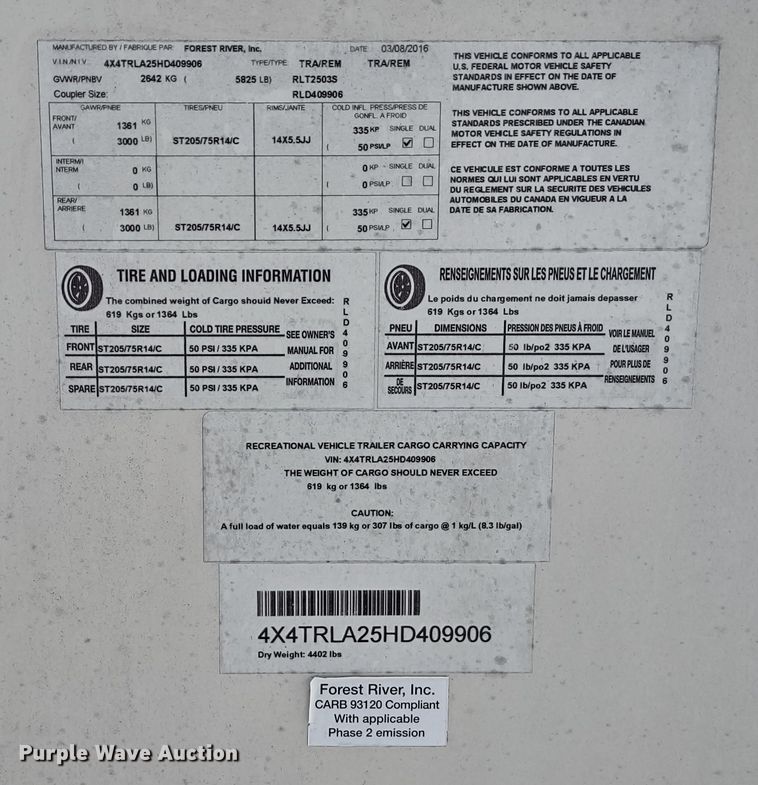 MANUFACTURED BY / FABRIQUE PAR FOREST RIVER, Inc. DATE 03/08/2016
V.I.N./N.I.V. 4X4TRLA25HD409906 TYPE/TYPE: TRA/REM TRA/REM
GVWR/PNBV 2642 KG ( 5825 LB) RLT2503S
Coupler Size: RLD409906
GAWR/PNBE TIRES/PNEU RIMS/JANTE COLD INFL. PRESS/PRESS DE GONFL. A FROID
FRONT/ AVANT 1361 KG 335 KP SINGLE DUAL
( 3000 LB) ST205/75R14/C 14X5.5JJ ( 50 PSI/LP
INTERM/I NTERM 0 KG 0 KP - SINGLE DUAL
( 0 LB) ( 0 PSI/LP
REAR/ ARRIERE 1361 KG 335 KP SINGLE DUAL
( 3000 LB) ST205/75R14/C 14X5.5JJ ( 50 PSI/LP
THIS VEHICLE CONFORMS TO ALL APPLICABLE
U.S. FEDERAL MOTOR VEHICLE SAFETY
STANDARDS IN EFFECT ON THE DATE OF
MANUFACTURE SHOWN ABOVE.
THIS VEHICLE CONFORMS TO ALL APPLICABLE
STANDARDS PRESCRIBED UNDER THE CANADIAN
MOTOR VEHICLE SAFETY REGULATIONS IN
EFFECT ON THE DATE OF MANUFACTURE.
CE VEHICULE EST CONFORME A TOUTES LES
NORMES QUI LUI SONT APPLICABLES EN VERTU
DU REGLEMENT SUR LA SECURITE DES VEHICULES
AUTOMOBILES DU CANADA EN VIGUEUR A LA
DATE DE SA FABRICATION.
TIRE AND LOADING INFORMATION
The combined weight of Cargo should Never Exceed:
619 Kgs or 1364 Lbs
TIRE SIZE COLD TIRE PRESSURE
FRONT ST205/75R14/C 50 PSI / 335 KPA
REAR ST205/75R14/C 50 PSI / 335 KPA
SPARE ST205/75R14/C 50 PSI / 335 KPA
SEE OWNER'S
MANUAL FOR
ADDITIONAL
INFORMATION
RLD409906
RENSEIGNEMENTS SUR LES PNEUS ET LE CHARGEMENT
Le poids du chargement ne doit jamais depasser
619 Kgs or 1364 Lbs
PNEU DIMENSIONS PRESSION DES PNEUS À FROID
AVANT ST205/75R14/C 50 lb/po2 335 KPA
ARRIÈRE ST205/75R14/C 50 lb/po2 335 KPA
DE SECOURS ST205/75R14/C 50 lb/po2 335 KPA
VOIR LE MANUEL
DE L'USAGER
POUR PLUS DE
RENSEIGNEMENTS
RLD409906
RECREATIONAL VEHICLE TRAILER CARGO CARRYING CAPACITY
VIN: 4X4TRLA25HD409906
THE WEIGHT OF CARGO SHOULD NEVER EXCEED
619 kg or 1364 lbs
CAUTION:
A full load of water equals 139 kg or 307 lbs of cargo @ 1 kg/L (8.3 lb/gal)
4X4TRLA25HD409906
Dry Weight: 4402 lbs
Forest River, Inc.
CARB 93120 Compliant
With applicable
Phase 2 emission
Purple Wave Auction